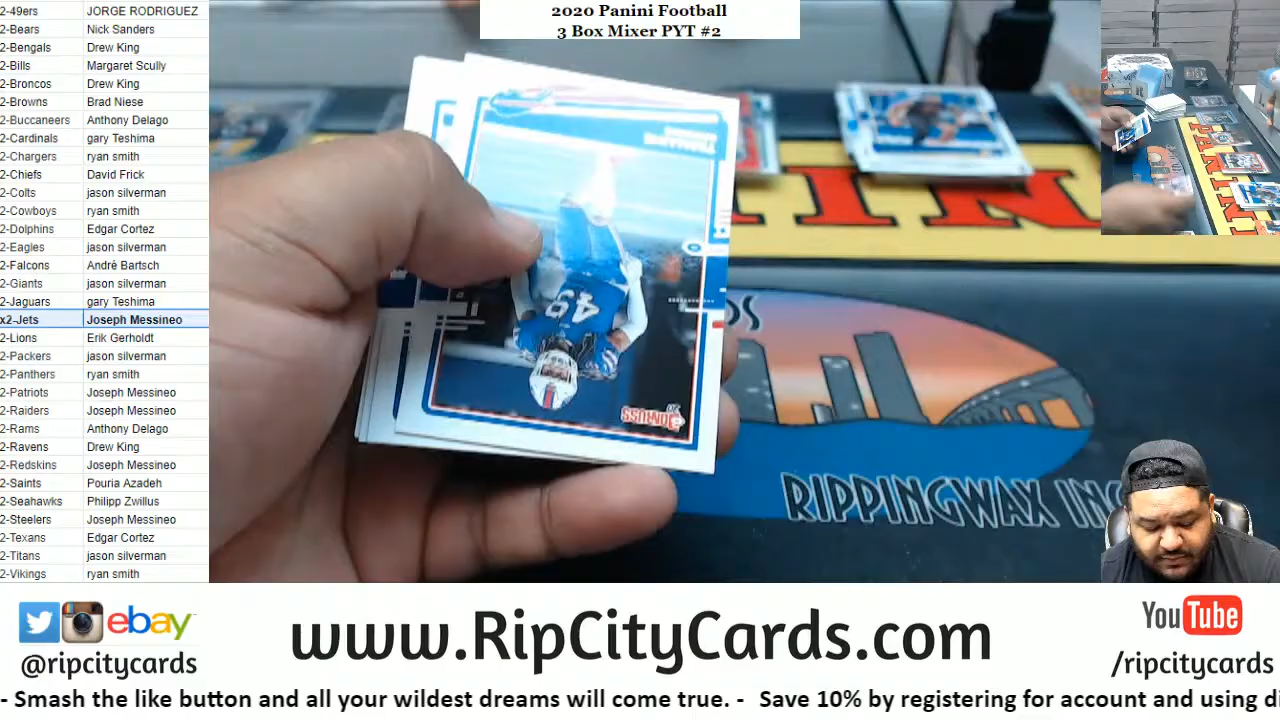 2020 Panini Football
3 Box Mixer PYT #2
2-49ers JORGE RODRIGUEZ
2-Bears Nick Sanders
2-Bengals Drew King
2-Bills Margaret Scully
2-Broncos Drew King
2-Browns Brad Niese
2-Buccaneers Anthony Delago
2-Cardinals gary Teshima
2-Chargers ryan smith
2-Chiefs David Frick
2-Colts jason silverman
2-Cowboys ryan smith
2-Dolphins Edgar Cortez
2-Eagles jason silverman
2-Falcons Andrè Bartsch
2-Giants jason silverman
2-Jaguars gary Teshima
x2-Jets Joseph Messineo
2-Lions Erik Gerholdt
2-Packers jason silverman
2-Panthers ryan smith
2-Patriots Joseph Messineo
2-Raiders Joseph Messineo
2-Rams Anthony Delago
2-Ravens Drew King
2-Redskins Joseph Messineo
2-Saints Pouria Azadeh
2-Seahawks Philipp Zwillus
2-Steelers Joseph Messineo
2-Texans Edgar Cortez
2-Titans jason silverman
2-Vikings ryan smith
49
Donruss
IN
DS
RIPPINGWAX INC
ebay
@ripcitycards
www.RipCityCards.com
YouTube
/ripcitycards
- Smash the like button and all your wildest dreams will come true. - Save 10% by registering for account and using di